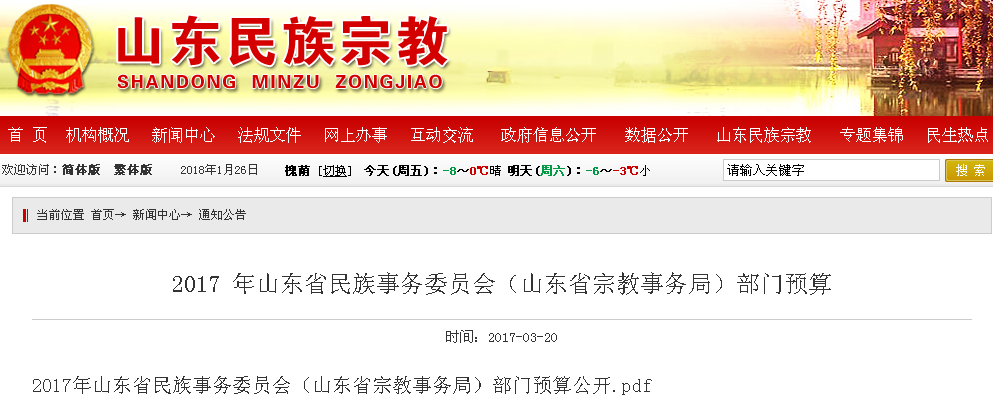 山东民族宗教
SHANDONG MINZU ZONGJIAO
首 页 机构概况 新闻中心 法规文件 网上办事 互动交流 政府信息公开 数据公开 山东民族宗教 专题集锦 民生热点
欢迎访问：简体版 繁体版 2018年1月26日 槐荫 [切换] 今天(周五)：-8～0℃晴 明天(周六)：-6～-3℃小 请输入关键字 搜 索
当前位置 首页→ 新闻中心→ 通知公告
2017 年山东省民族事务委员会（山东省宗教事务局）部门预算
时间：2017-03-20
2017年山东省民族事务委员会（山东省宗教事务局）部门预算公开.pdf